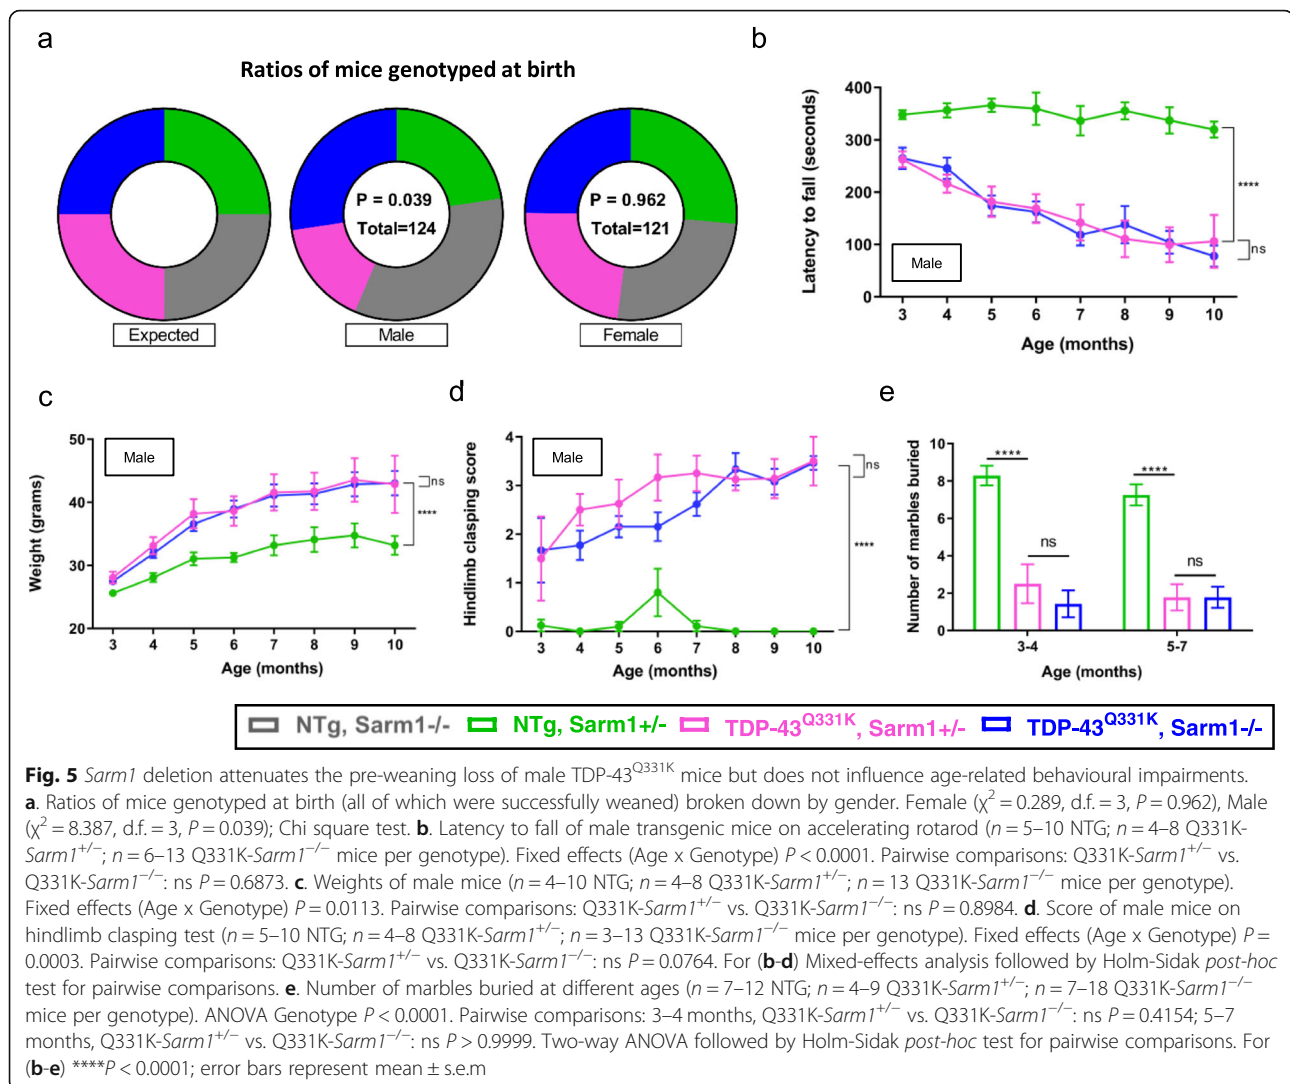 a
Ratios of mice genotyped at birth
P = 0.039
Total=124
P = 0.962
Total=121
Expected
Male
Female
b
Latency to fall (seconds)
400
300
200
100
0
3 4 5 6 7 8 9 10
Age (months)
Male
****
ns
c
Weight (grams)
50
40
30
20
3 4 5 6 7 8 9 10
Age (months)
Male
ns
****
d
Hindlimb clasping score
4
3
2
1
0
3 4 5 6 7 8 9 10
Age (months)
Male
ns
****
e
Number of marbles buried
10
8
6
4
2
0
**** ns
**** ns
3-4 5-7
Age (months)
NTg, Sarm1-/- NTg, Sarm1+/- TDP-43Q331K, Sarm1+/- TDP-43Q331K, Sarm1-/-
Fig. 5 Sarm1 deletion attenuates the pre-weaning loss of male TDP-43Q331K mice but does not influence age-related behavioural impairments.
a. Ratios of mice genotyped at birth (all of which were successfully weaned) broken down by gender. Female (χ2 = 0.289, d.f. = 3, P = 0.962), Male
(χ2 = 8.387, d.f. = 3, P = 0.039); Chi square test. b. Latency to fall of male transgenic mice on accelerating rotarod (n = 5–10 NTG; n = 4–8 Q331K-
Sarm1+/−; n = 6–13 Q331K-Sarm1−/− mice per genotype). Fixed effects (Age x Genotype) P < 0.0001. Pairwise comparisons: Q331K-Sarm1+/− vs.
Q331K-Sarm1−/−: ns P = 0.6873. c. Weights of male mice (n = 4–10 NTG; n = 4–8 Q331K-Sarm1+/−; n = 13 Q331K-Sarm1−/− mice per genotype).
Fixed effects (Age x Genotype) P = 0.0113. Pairwise comparisons: Q331K-Sarm1+/− vs. Q331K-Sarm1−/−: ns P = 0.8984. d. Score of male mice on
hindlimb clasping test (n = 5–10 NTG; n = 4–8 Q331K-Sarm1+/−; n = 3–13 Q331K-Sarm1−/− mice per genotype). Fixed effects (Age x Genotype) P =
0.0003. Pairwise comparisons: Q331K-Sarm1+/− vs. Q331K-Sarm1−/−: ns P = 0.0764. For (b-d) Mixed-effects analysis followed by Holm-Sidak post-hoc
test for pairwise comparisons. e. Number of marbles buried at different ages (n = 7–12 NTG; n = 4–9 Q331K-Sarm1+/−; n = 7–18 Q331K-Sarm1−/−
mice per genotype). ANOVA Genotype P < 0.0001. Pairwise comparisons: 3–4 months, Q331K-Sarm1+/− vs. Q331K-Sarm1−/−: ns P = 0.4154; 5–7
months, Q331K-Sarm1+/− vs. Q331K-Sarm1−/−: ns P > 0.9999. Two-way ANOVA followed by Holm-Sidak post-hoc test for pairwise comparisons. For
(b-e) ****P < 0.0001; error bars represent mean ± s.e.m